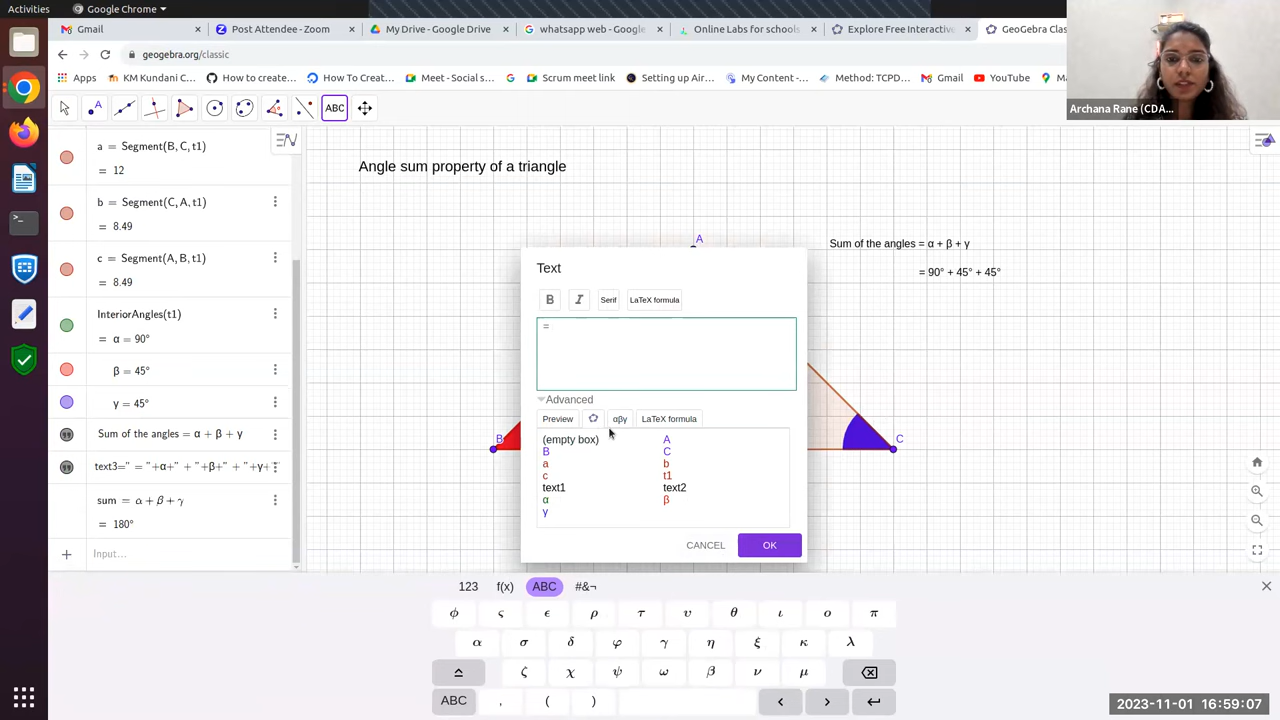 Activities
Google Chrome
Gmail
Post Attendee - Zoom
My Drive - Google Drive
whatsapp web - Google
Online Labs for schools
Explore Free Interactive
GeoGebra Clas
geogebra.org/classic
Apps
KM Kundani C...
How to create...
How To Creat...
Meet - Social s...
Scrum meet link
Setting up Air...
My Content -...
Method: TCPD...
Gmail
YouTube
Ma
Archana Rane (CDA...
ABC
a = Segment(B, C, t1)
= 12
b = Segment(C, A, t1)
= 8.49
c = Segment(A, B, t1)
= 8.49
InteriorAngles(t1)
= α = 90°
β = 45°
γ = 45°
Sum of the angles = α + β + γ
text3=" = "+α+" + "+β+" + "+γ+"
sum = α + β + γ
= 180°
Input...
Angle sum property of a triangle
A
B
C
Sum of the angles = α + β + γ
= 90° + 45° + 45°
Text
B I Serif LaTeX formula
=
Advanced
Preview αβγ LaTeX formula
(empty box) A
B C
a b
c t1
text1 text2
α β
γ
CANCEL OK
123 f(x) ABC #&¬
ϕ ς ϵ ρ τ υ θ ι ο π
α σ δ φ γ η ξ κ λ
ζ χ ψ ω β ν μ
ABC , ( )
2023-11-01 16:59:07